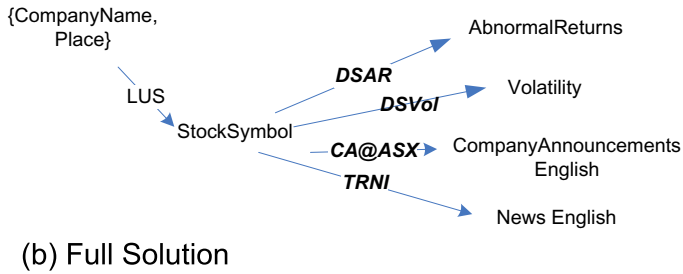 {CompanyName,
Place}
AbnormalReturns
DSAR
LUS
DSVol
Volatility
StockSymbol
CA@ASX
CompanyAnnouncements
English
TRNI
News English
(b) Full Solution